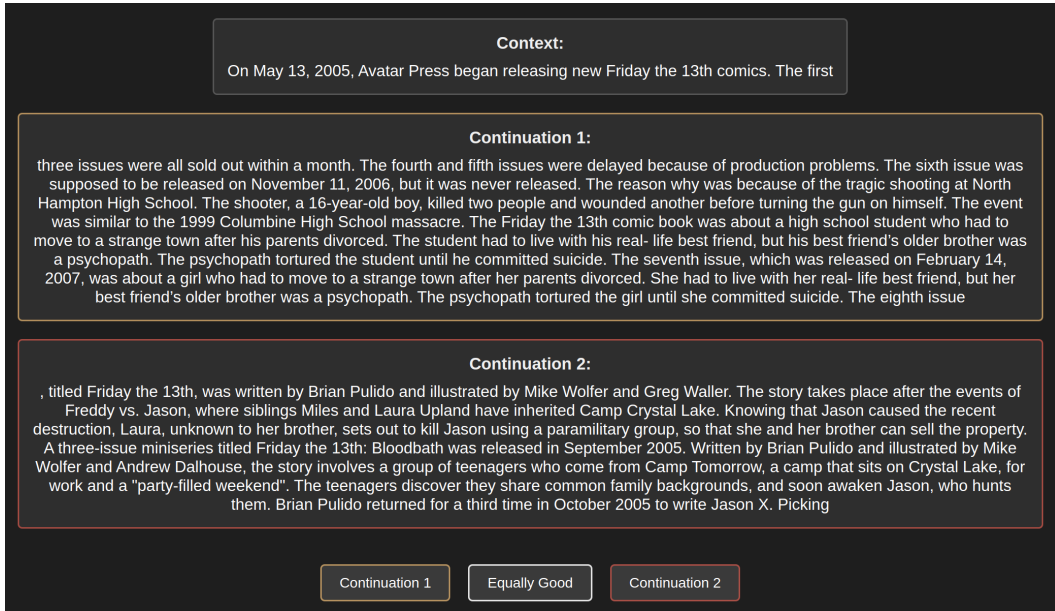 Context:
On May 13, 2005, Avatar Press began releasing new Friday the 13th comics. The first
Continuation 1:
three issues were all sold out within a month. The fourth and fifth issues were delayed because of production problems. The sixth issue was
supposed to be released on November 11, 2006, but it was never released. The reason why was because of the tragic shooting at North
Hampton High School. The shooter, a 16-year-old boy, killed two people and wounded another before turning the gun on himself. The event
was similar to the 1999 Columbine High School massacre. The Friday the 13th comic book was about a high school student who had to
move to a strange town after his parents divorced. The student had to live with his real- life best friend, but his best friend’s older brother was
a psychopath. The psychopath tortured the student until he committed suicide. The seventh issue, which was released on February 14,
2007, was about a girl who had to move to a strange town after her parents divorced. She had to live with her real- life best friend, but her
best friend’s older brother was a psychopath. The psychopath tortured the girl until she committed suicide. The eighth issue
Continuation 2:
, titled Friday the 13th, was written by Brian Pulido and illustrated by Mike Wolfer and Greg Waller. The story takes place after the events of
Freddy vs. Jason, where siblings Miles and Laura Upland have inherited Camp Crystal Lake. Knowing that Jason caused the recent
destruction, Laura, unknown to her brother, sets out to kill Jason using a paramilitary group, so that she and her brother can sell the property.
A three-issue miniseries titled Friday the 13th: Bloodbath was released in September 2005. Written by Brian Pulido and illustrated by Mike
Wolfer and Andrew Dalhouse, the story involves a group of teenagers who come from Camp Tomorrow, a camp that sits on Crystal Lake, for
work and a "party-filled weekend". The teenagers discover they share common family backgrounds, and soon awaken Jason, who hunts
them. Brian Pulido returned for a third time in October 2005 to write Jason X. Picking
Continuation 1
Equally Good
Continuation 2